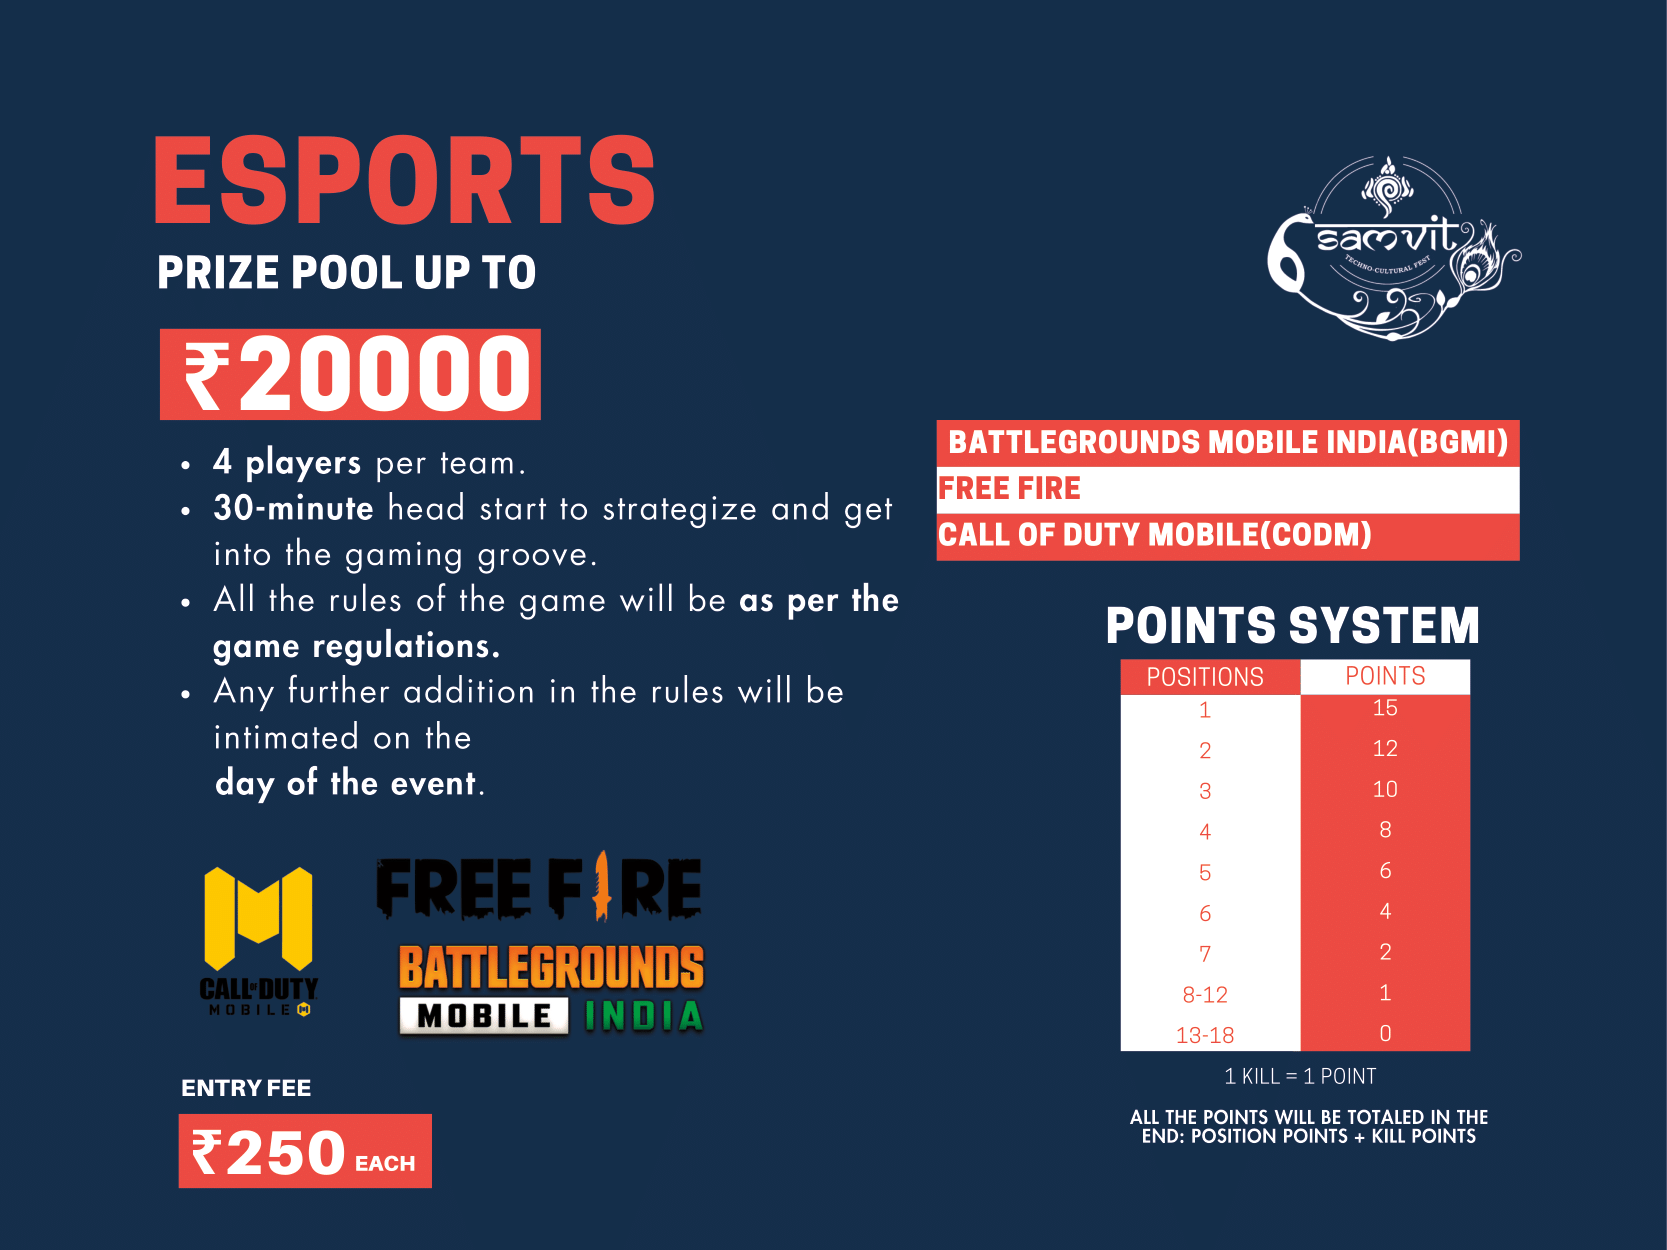 ESPORTS
PRIZE POOL UP TO
₹20000
• 4 players per team.
• 30-minute head start to strategize and get
into the gaming groove.
• All the rules of the game will be as per the
game regulations.
• Any further addition in the rules will be
intimated on the
day of the event.
CALL OF DUTY
MOBILE
FREE FIRE
BATTLEGROUNDS
MOBILE INDIA
ENTRY FEE
₹250 EACH
samvit
TECHNO-CULTURAL FEST
BATTLEGROUNDS MOBILE INDIA(BGMI)
FREE FIRE
CALL OF DUTY MOBILE(CODM)
POINTS SYSTEM
POSITIONS POINTS
1 15
2 12
3 10
4 8
5 6
6 4
7 2
8-12 1
13-18 0
1 KILL = 1 POINT
ALL THE POINTS WILL BE TOTALED IN THE
END: POSITION POINTS + KILL POINTS